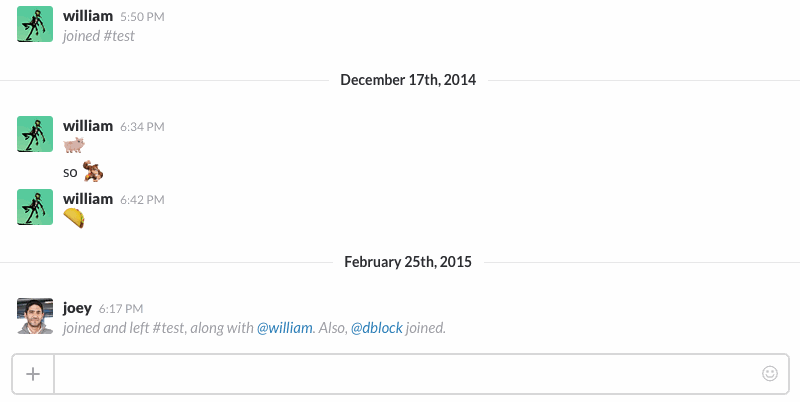 william 5:50 PM
joined #test
December 17th, 2014
william 6:34 PM
so
william 6:42 PM
February 25th, 2015
joey 6:17 PM
joined and left #test, along with @william. Also, @dblock joined.